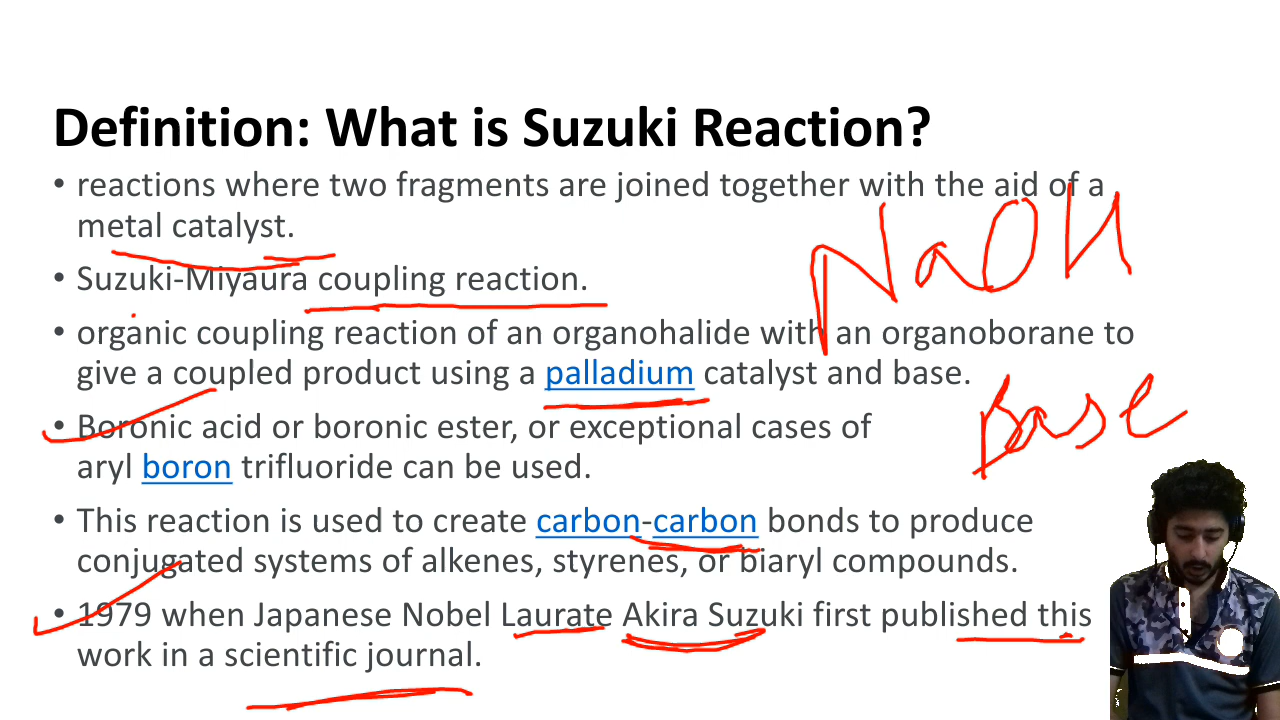 Definition: What is Suzuki Reaction?
• reactions where two fragments are joined together with the aid of a
metal catalyst.
NaOH
• Suzuki-Miyaura coupling reaction.
• organic coupling reaction of an organohalide with an organoborane to
give a coupled product using a palladium catalyst and base.
Base
• Boronic acid or boronic ester, or exceptional cases of
aryl boron trifluoride can be used.
• This reaction is used to create carbon-carbon bonds to produce
conjugated systems of alkenes, styrenes, or biaryl compounds.
• 1979 when Japanese Nobel Laurate Akira Suzuki first published this
work in a scientific journal.